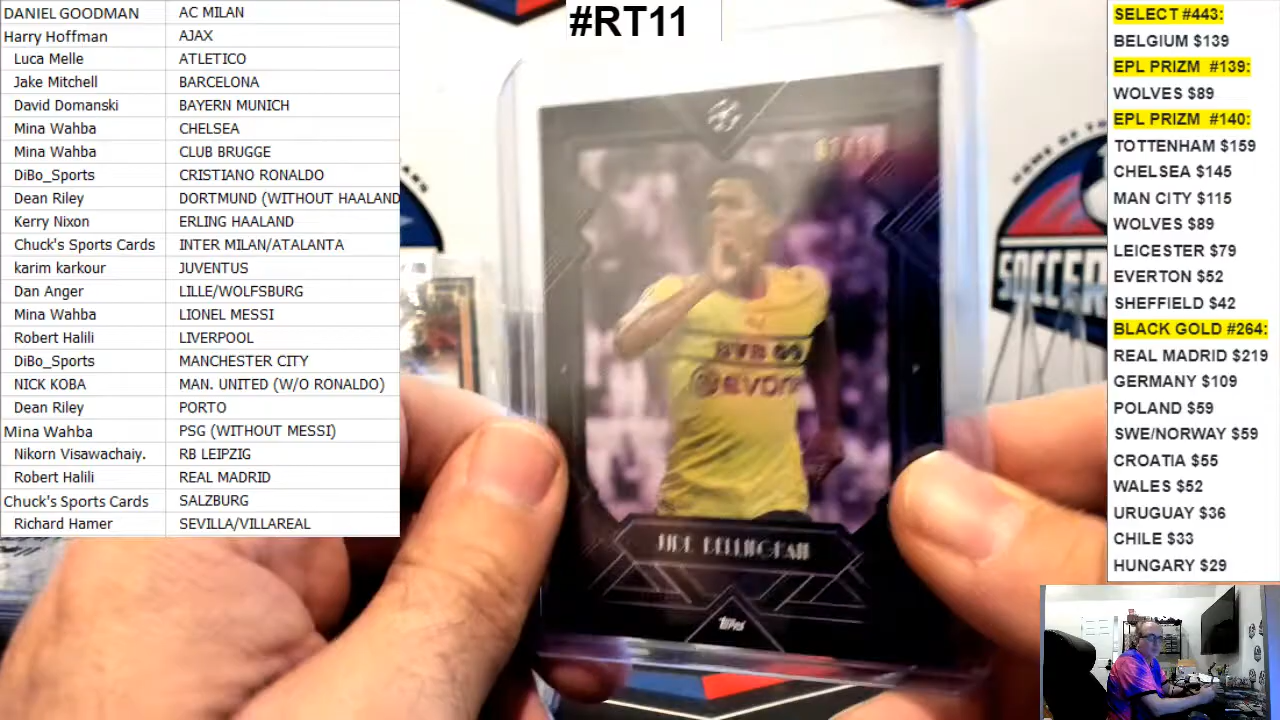 #RT11
DANIEL GOODMAN AC MILAN
Harry Hoffman AJAX
Luca Melle ATLETICO
Jake Mitchell BARCELONA
David Domanski BAYERN MUNICH
Mina Wahba CHELSEA
Mina Wahba CLUB BRUGGE
DiBo_Sports CRISTIANO RONALDO
Dean Riley DORTMUND (WITHOUT HAALAND
Kerry Nixon ERLING HAALAND
Chuck's Sports Cards INTER MILAN/ATALANTA
karim karkour JUVENTUS
Dan Anger LILLE/WOLFSBURG
Mina Wahba LIONEL MESSI
Robert Halili LIVERPOOL
DiBo_Sports MANCHESTER CITY
NICK KOBA MAN. UNITED (W/O RONALDO)
Dean Riley PORTO
Mina Wahba PSG (WITHOUT MESSI)
Nikorn Visawachaiy. RB LEIPZIG
Robert Halili REAL MADRID
Chuck's Sports Cards SALZBURG
Richard Hamer SEVILLA/VILLAREAL
JUDE BELLINGHAM
Topps
SOCCER
SELECT #443:
BELGIUM $139
EPL PRIZM #139:
WOLVES $89
EPL PRIZM #140:
TOTTENHAM $159
CHELSEA $145
MAN CITY $115
WOLVES $89
LEICESTER $79
EVERTON $52
SHEFFIELD $42
BLACK GOLD #264:
REAL MADRID $219
GERMANY $109
POLAND $59
SWE/NORWAY $59
CROATIA $55
WALES $52
URUGUAY $36
CHILE $33
HUNGARY $29